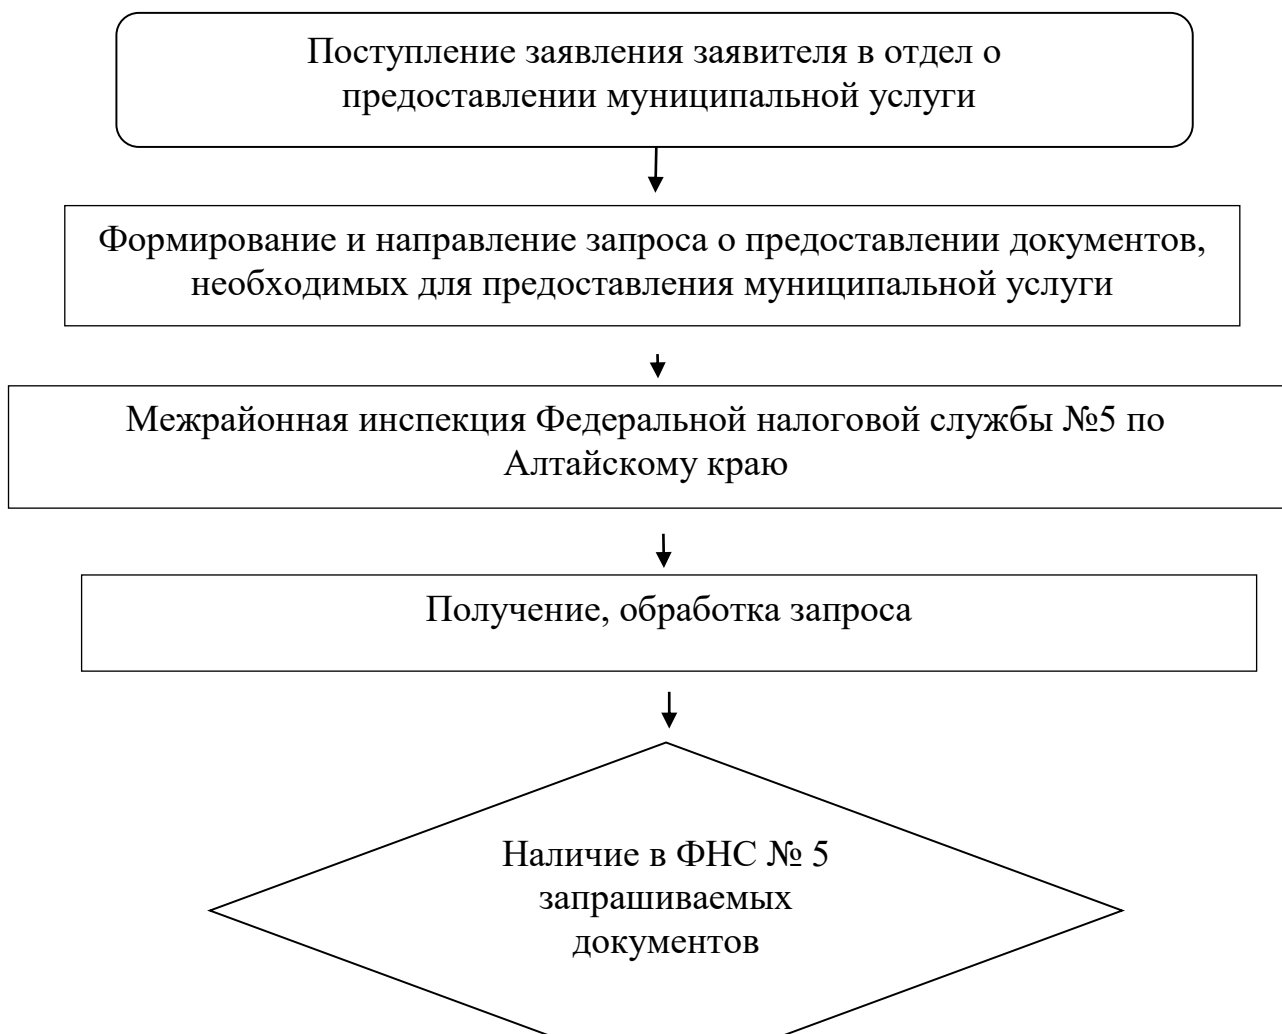 Поступление заявления заявителя в отдел о
предоставлении муниципальной услуги
Формирование и направление запроса о предоставлении документов,
необходимых для предоставления муниципальной услуги
Межрайонная инспекция Федеральной налоговой службы №5 по
Алтайскому краю
Получение, обработка запроса
Наличие в ФНС № 5
запрашиваемых
документов